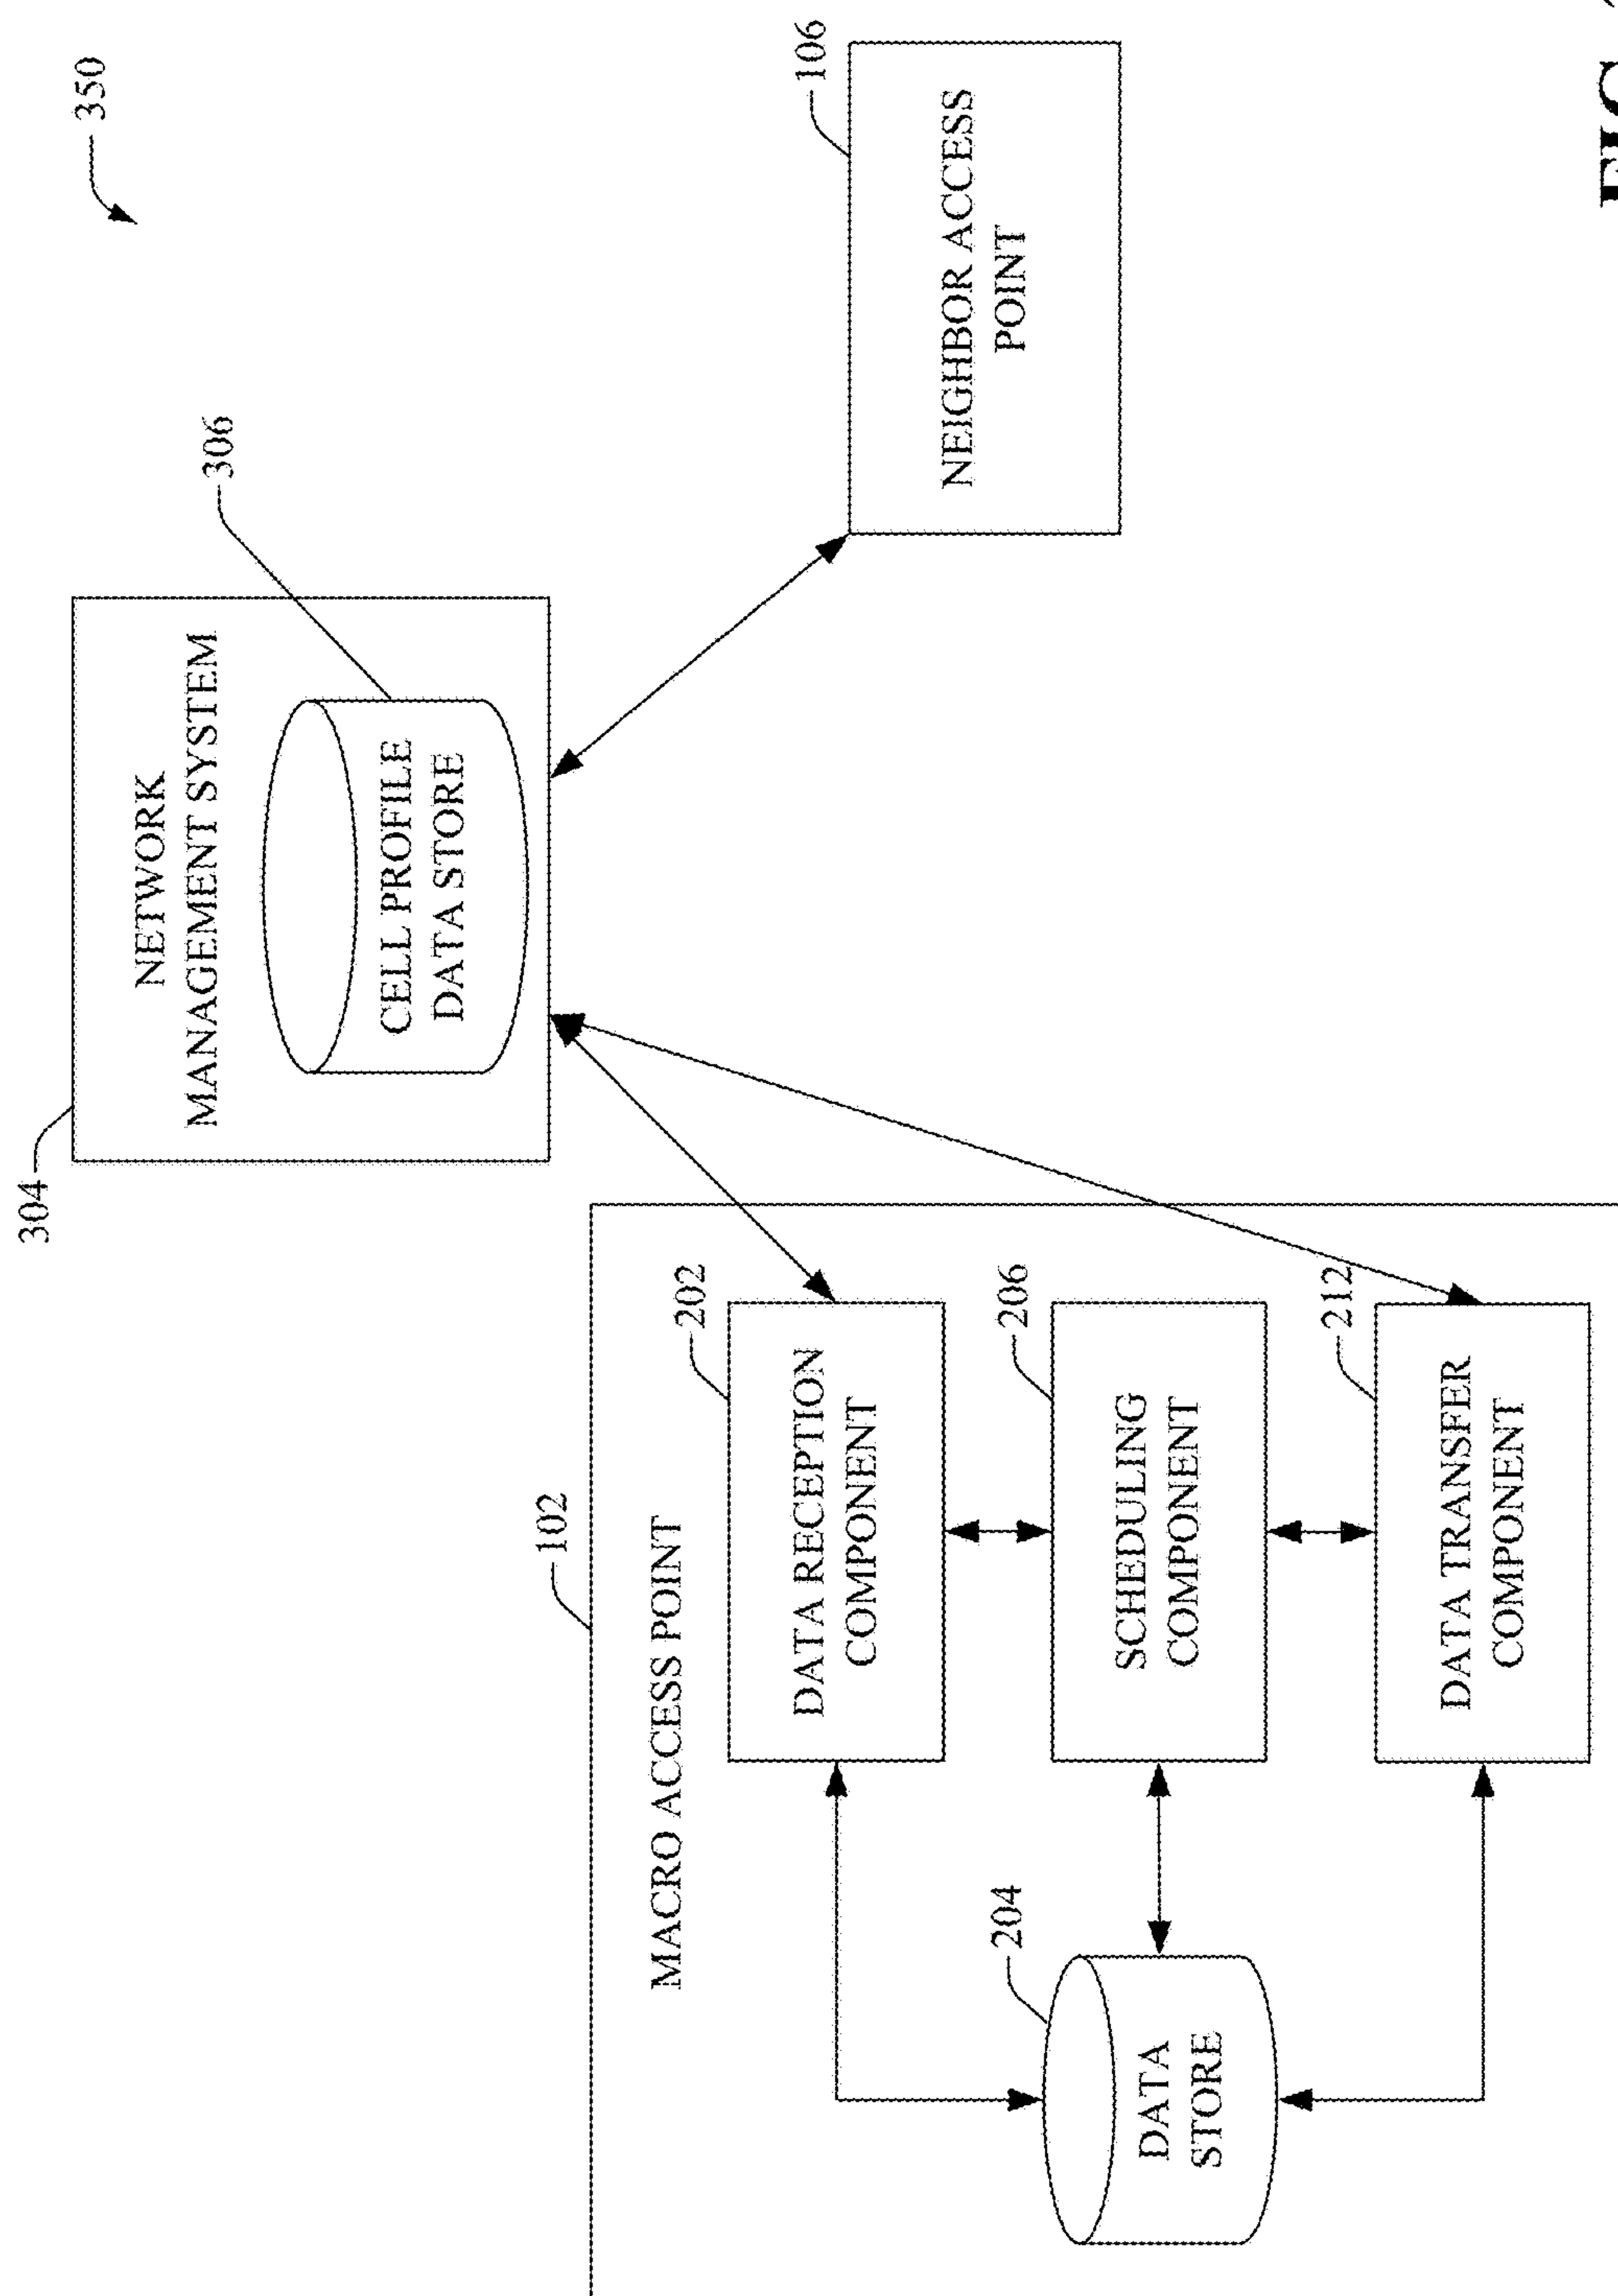 350
304
NETWORK
MANAGEMENT SYSTEM
306
CELL PROFILE
DATA STORE
106
NEIGHBOR ACCESS
POINT
102
MACRO ACCESS POINT
202
DATA RECEPTION
COMPONENT
204
DATA
STORE
206
SCHEDULING
COMPONENT
212
DATA TRANSFER
COMPONENT
FIG